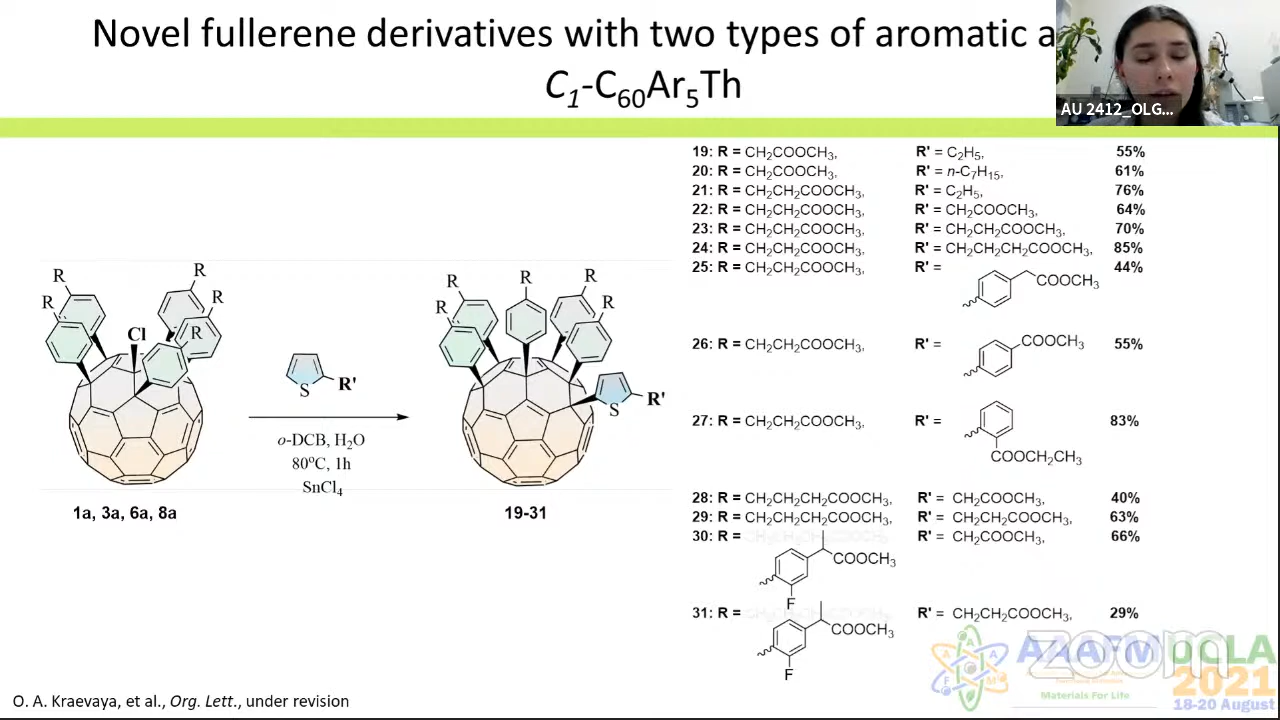 Novel fullerene derivatives with two types of aromatic a
C1-C60Ar5Th
AU 2412_OLG...
19: R = CH2COOCH3, R' = C2H5, 55%
20: R = CH2COOCH3, R' = n-C7H15, 61%
21: R = CH2CH2COOCH3, R' = C2H5, 76%
22: R = CH2CH2COOCH3, R' = CH2COOCH3, 64%
23: R = CH2CH2COOCH3, R' = CH2CH2COOCH3, 70%
24: R = CH2CH2COOCH3, R' = CH2CH2CH2COOCH3, 85%
25: R = CH2CH2COOCH3, R' = 44%
COOCH3
26: R = CH2CH2COOCH3, R' = 55%
COOCH3
27: R = CH2CH2COOCH3, R' = 83%
COOCH2CH3
28: R = CH2CH2CH2COOCH3, R' = CH2COOCH3, 40%
29: R = CH2CH2CH2COOCH3, R' = CH2CH2COOCH3, 63%
30: R = R' = CH2COOCH3, 66%
COOCH3
F
31: R = R' = CH2CH2COOCH3, 29%
COOCH3
F
R R
R R
Cl R
R R R
R R
S R'
S R'
o-DCB, H2O
80°C, 1h
SnCl4
1a, 3a, 6a, 8a
19-31
O. A. Kraevaya, et al., Org. Lett., under revision
zoom
Materials For Life
UCLA
2021
18-20 August